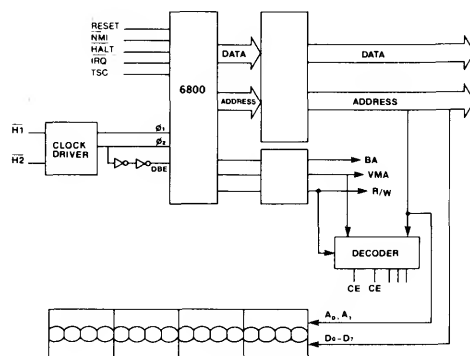 RESET
NMI
HALT
IRQ
TSC
6800
DATA
DATA
ADDRESS
ADDRESS
H1
H2
CLOCK
DRIVER
Ø1
Ø2
DBE
BA
VMA
R/W
DECODER
CE CE
A0, A1
D0-D7